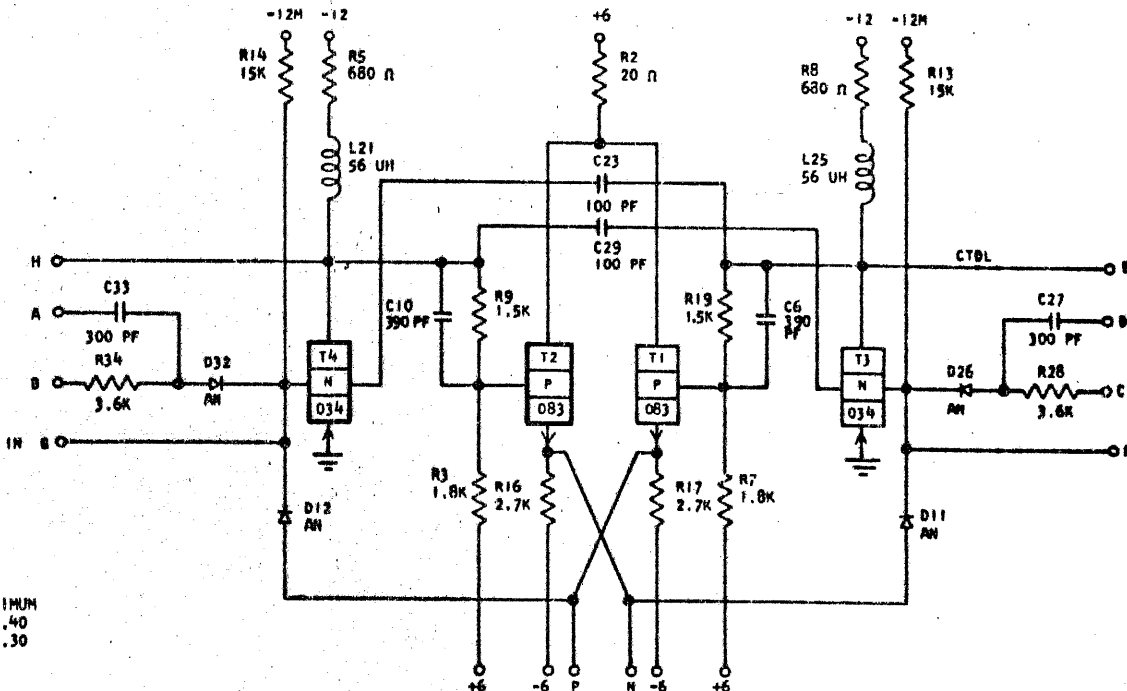 -12M -12
R14
15K
R5
680 Ω
+6
R2
20 Ω
-12 -12M
R8
680 Ω
R13
15K
L21
56 UH
C23
100 PF
C29
100 PF
L25
56 UH
H
CTDL
A
C33
300 PF
C10
390 PF
R9
1.5K
R19
1.5K
C6
390
PF
C27
300 PF
B
R34
3.6K
D32
AN
T4
N
034
T2
P
083
T1
P
083
T3
N
034
D26
AN
R28
3.6K
C
IN
R3
1.8K
R16
2.7K
R17
2.7K
R7
1.8K
D12
AN
D11
AN
IMUM
.40
.30
+6 -6 P N -6 +6